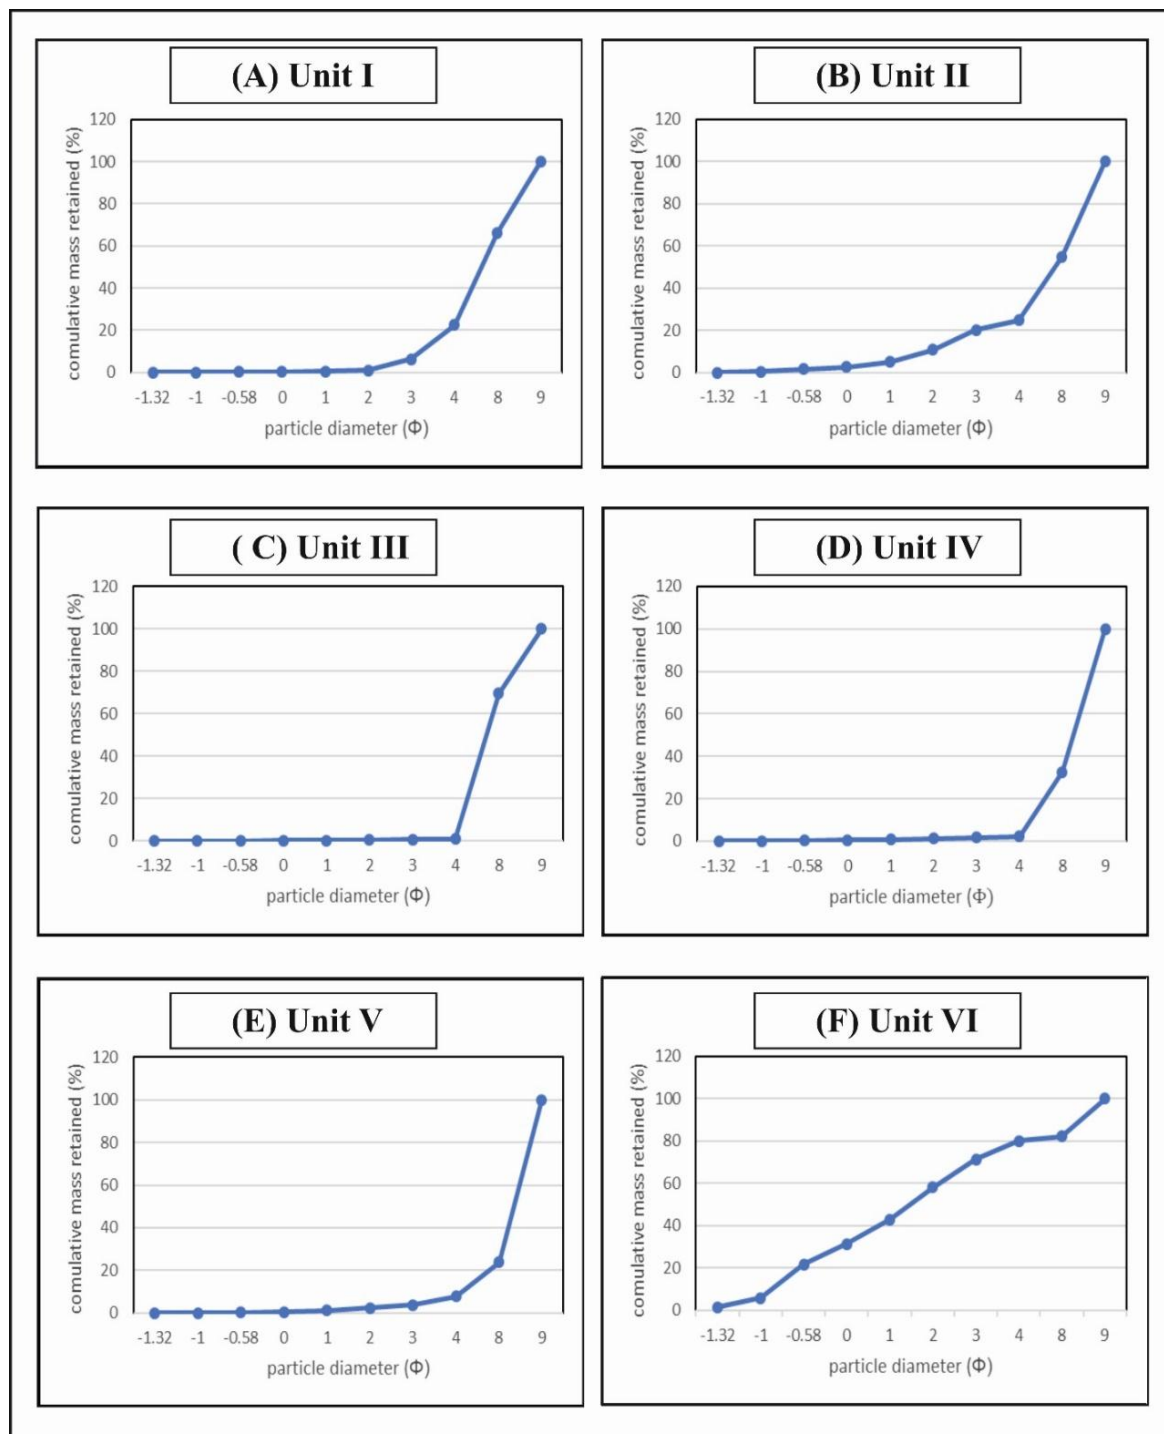 (A) Unit I
comulative mass retained (%)
120
100
80
60
40
20
0
-1.32 -1 -0.58 0 1 2 3 4 8 9
particle diameter (Φ)
(B) Unit II
comulative mass retained (%)
120
100
80
60
40
20
0
-1.32 -1 -0.58 0 1 2 3 4 8 9
particle diameter (Φ)
( C) Unit III
comulative mass retained (%)
120
100
80
60
40
20
0
-1.32 -1 -0.58 0 1 2 3 4 8 9
particle diameter (Φ)
(D) Unit IV
comulative mass retained (%)
120
100
80
60
40
20
0
-1.32 -1 -0.58 0 1 2 3 4 8 9
particle diameter (Φ)
(E) Unit V
comulative mass retained (%)
120
100
80
60
40
20
0
-1.32 -1 -0.58 0 1 2 3 4 8 9
particle diameter (Φ)
(F) Unit VI
comulative mass retained (%)
120
100
80
60
40
20
0
-1.32 -1 -0.58 0 1 2 3 4 8 9
particle diameter (Φ)